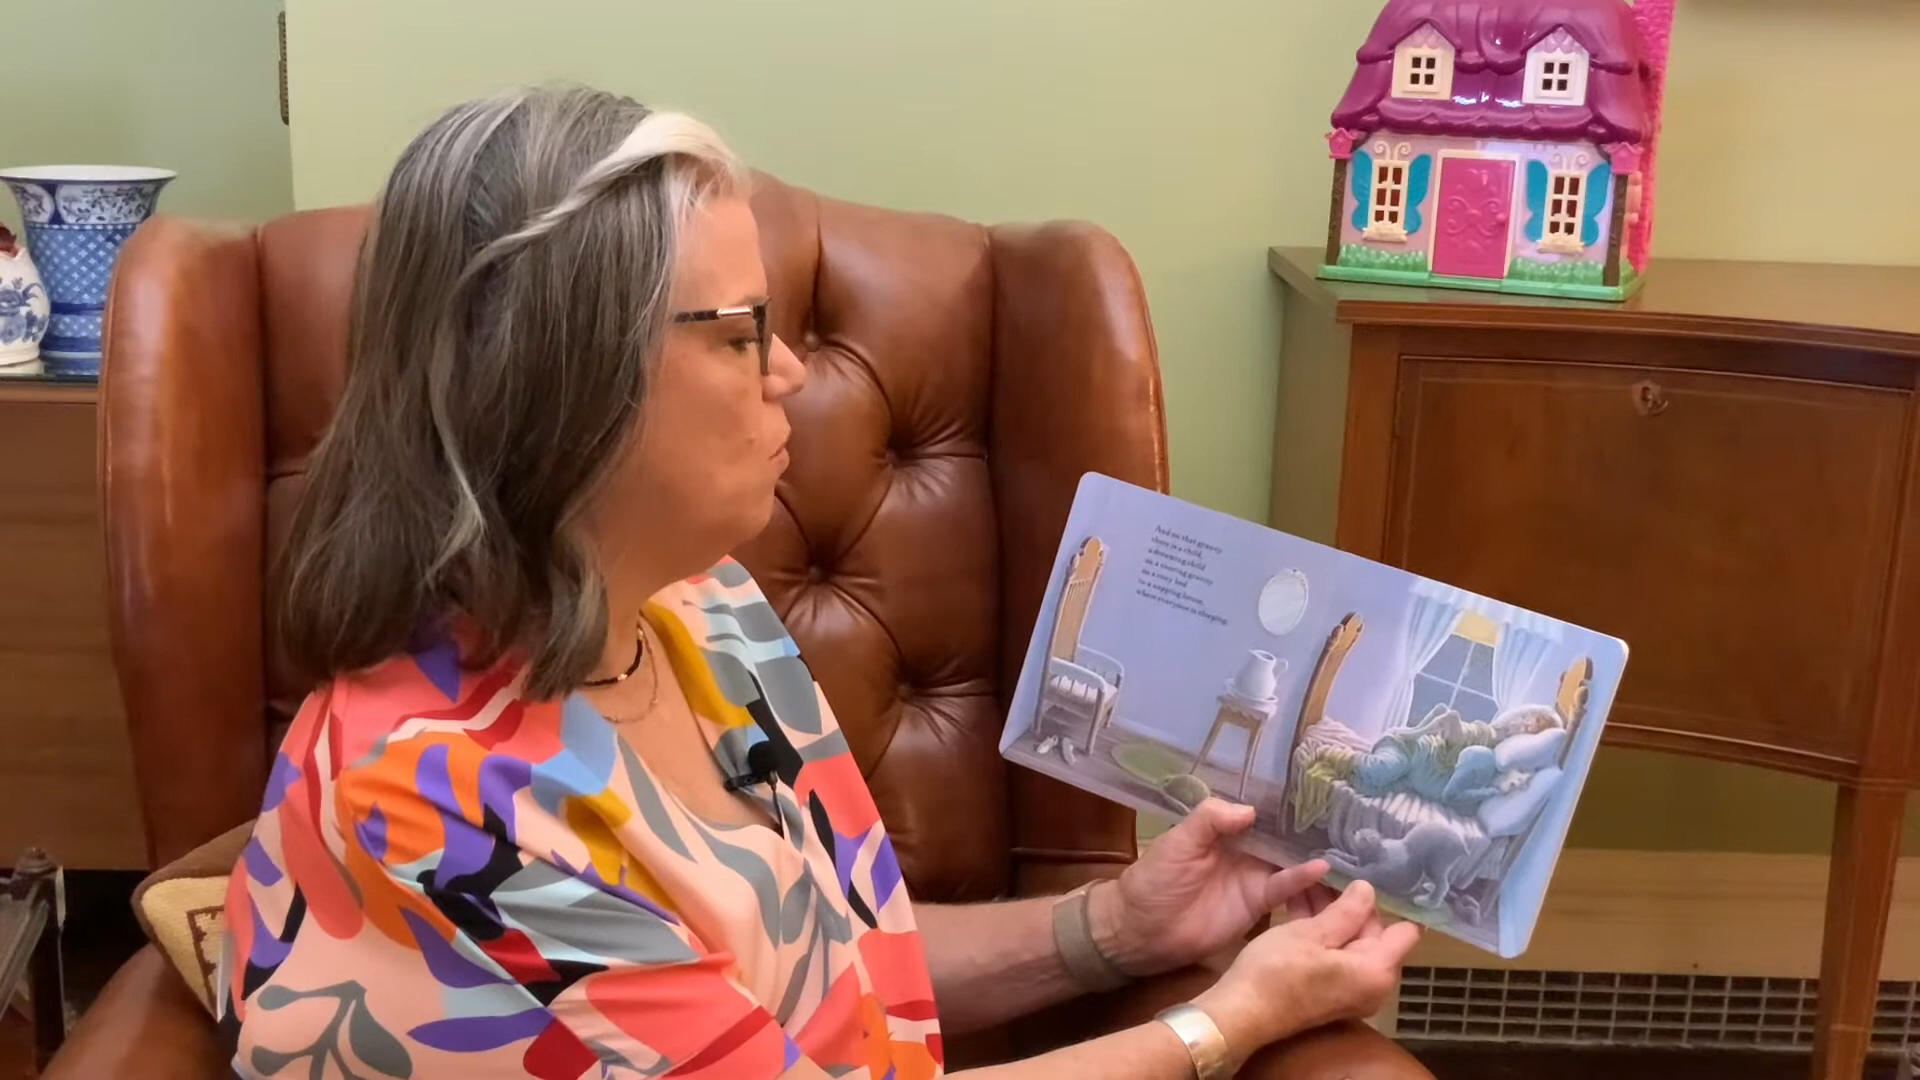 And on that granny
there is a child,
a dreaming child
on a snoring granny
on a cozy bed
in a napping house,
where everyone is sleeping.